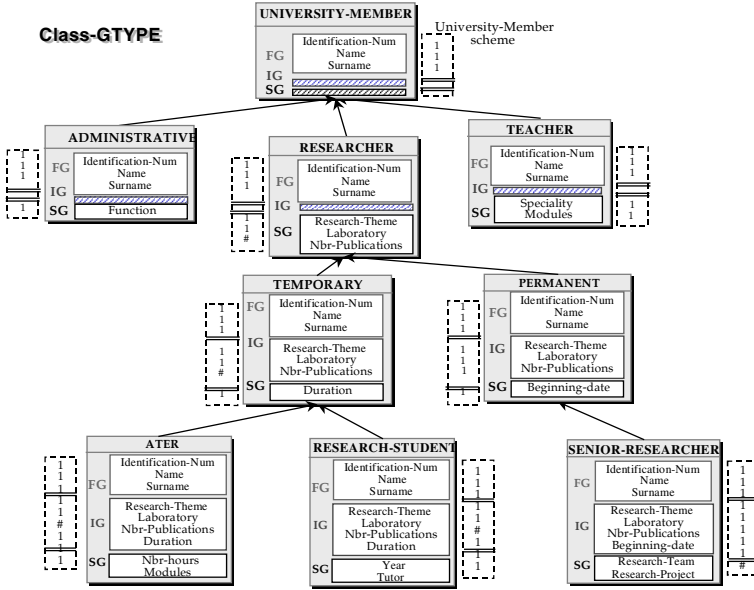 Class-GTYPE
UNIVERSITY-MEMBER
University-Member
scheme
FG
Identification-Num
Name
Surname
IG
SG
1
1
1
ADMINISTRATIVE
1
1
1
1
FG
Identification-Num
Name
Surname
IG
SG
Function
RESEARCHER
1
1
1
1
1
#
FG
Identification-Num
Name
Surname
IG
SG
Research-Theme
Laboratory
Nbr-Publications
TEACHER
FG
Identification-Num
Name
Surname
IG
SG
Speciality
Modules
1
1
1
1
1
TEMPORARY
1
1
1
1
1
#
1
FG
Identification-Num
Name
Surname
IG
Research-Theme
Laboratory
Nbr-Publications
SG
Duration
PERMANENT
1
1
1
1
1
1
1
FG
Identification-Num
Name
Surname
IG
Research-Theme
Laboratory
Nbr-Publications
SG
Beginning-date
ATER
1
1
1
1
1
#
1
1
1
FG
Identification-Num
Name
Surname
IG
Research-Theme
Laboratory
Nbr-Publications
Duration
SG
Nbr-hours
Modules
RESEARCH-STUDENT
FG
Identification-Num
Name
Surname
IG
Research-Theme
Laboratory
Nbr-Publications
Duration
SG
Year
Tutor
1
1
1
1
1
#
1
1
1
SENIOR-RESEARCHER
FG
Identification-Num
Name
Surname
IG
Research-Theme
Laboratory
Nbr-Publications
Beginning-date
SG
Research-Team
Research-Project
1
1
1
1
1
1
1
1
#